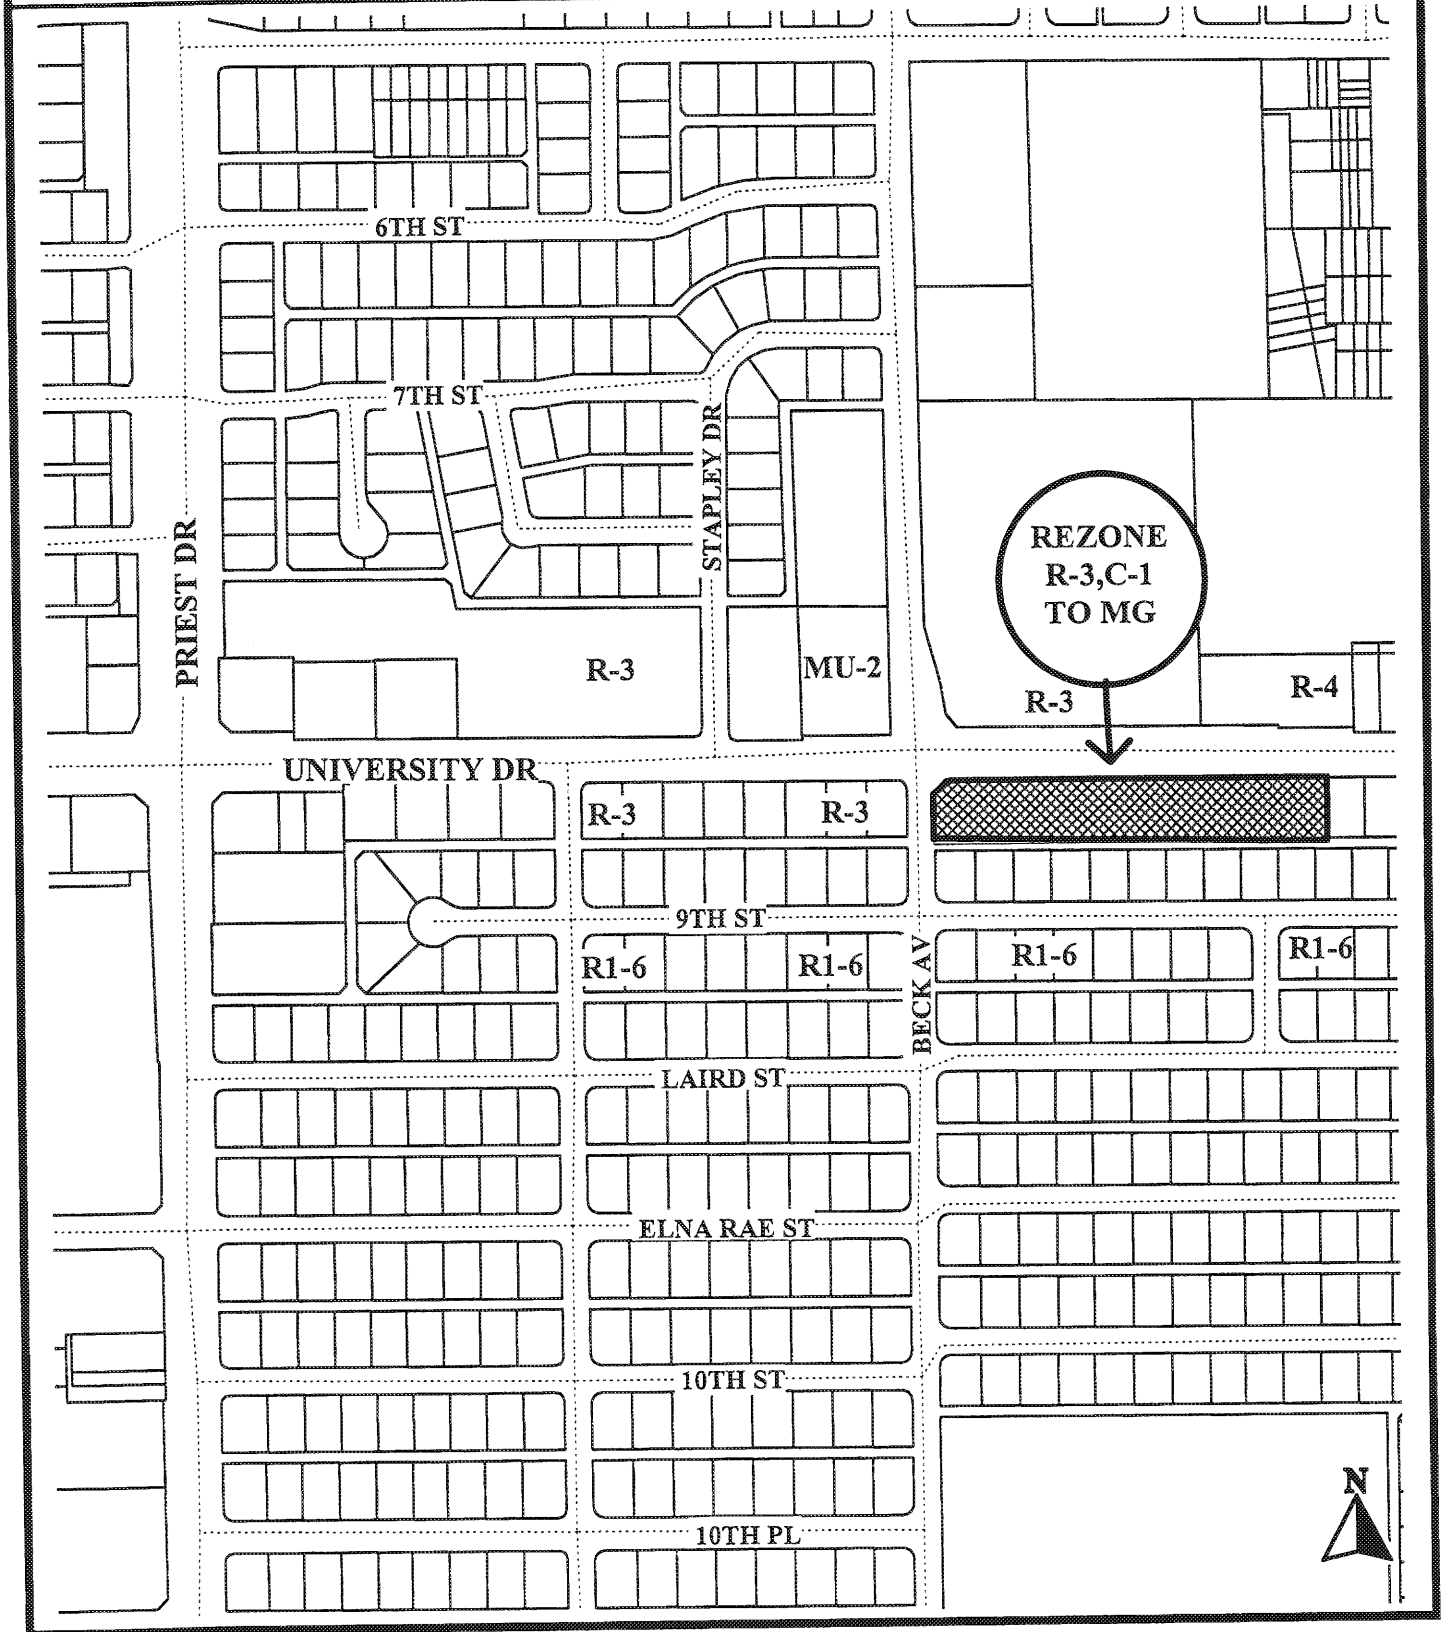 6TH ST
7TH ST
STAPLEY DR
PRIEST DR
REZONE
R-3,C-1
TO MG
R-3
MU-2
R-3
R-4
UNIVERSITY DR
R-3
R-3
9TH ST
R1-6
R1-6
BECK AV
R1-6
R1-6
LAIRD ST
ELNA RAE ST
10TH ST
N
10TH PL